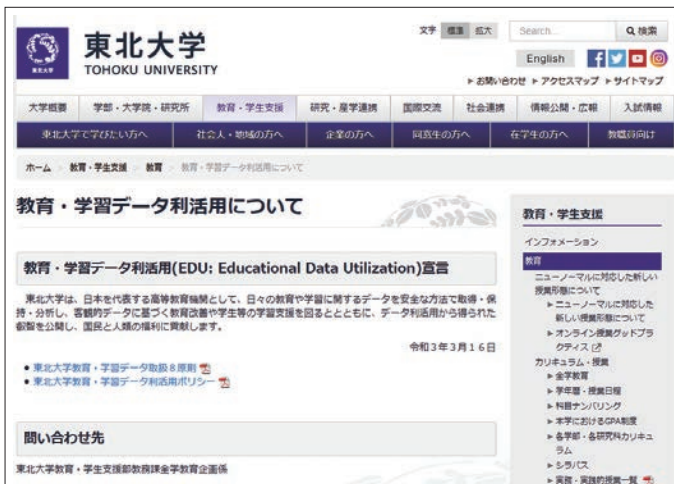 文字 標準 拡大 Search... 検索
東北大学
TOHOKU UNIVERSITY
English
お問い合わせ アクセスマップ サイトマップ
大学概要 学部・大学院・研究所 教育・学生支援 研究・産学連携 国際交流 社会連携 情報公開・広報 入試情報
東北大学で学びたい方へ 社会人・地域の方へ 企業の方へ 同窓生の方へ 在学生の方へ 教職員向け
ホーム 教育・学生支援 教育 教育・学習データ利活用について
教育・学習データ利活用について
教育・学習データ利活用(EDU: Educational Data Utilization)宣言
東北大学は、日本を代表する高等教育機関として、日々の教育や学習に関するデータを安全な方法で取得・保
持・分析し、客観的データに基づく教育改善や学生等の学習支援を図るととともに、データ利活用から得られた
叡智を公開し、国民と人類の福利に貢献します。
令和3年3月16日
東北大学教育・学習データ取扱8原則
東北大学教育・学習データ利活用ポリシー
問い合わせ先
東北大学教育・学生支援部教務課全学教育企画係
教育・学生支援
インフォメーション
教育
ニューノーマルに対応した新しい
授業形態について
ニューノーマルに対応した
新しい授業形態について
オンライン授業グッドプラ
クティス
カリキュラム・授業
全学教育
学年暦・授業日程
科目ナンバリング
本学におけるGPA制度
各学部・各研究科カリキュ
ラム
シラバス
実務・実践的授業一覧